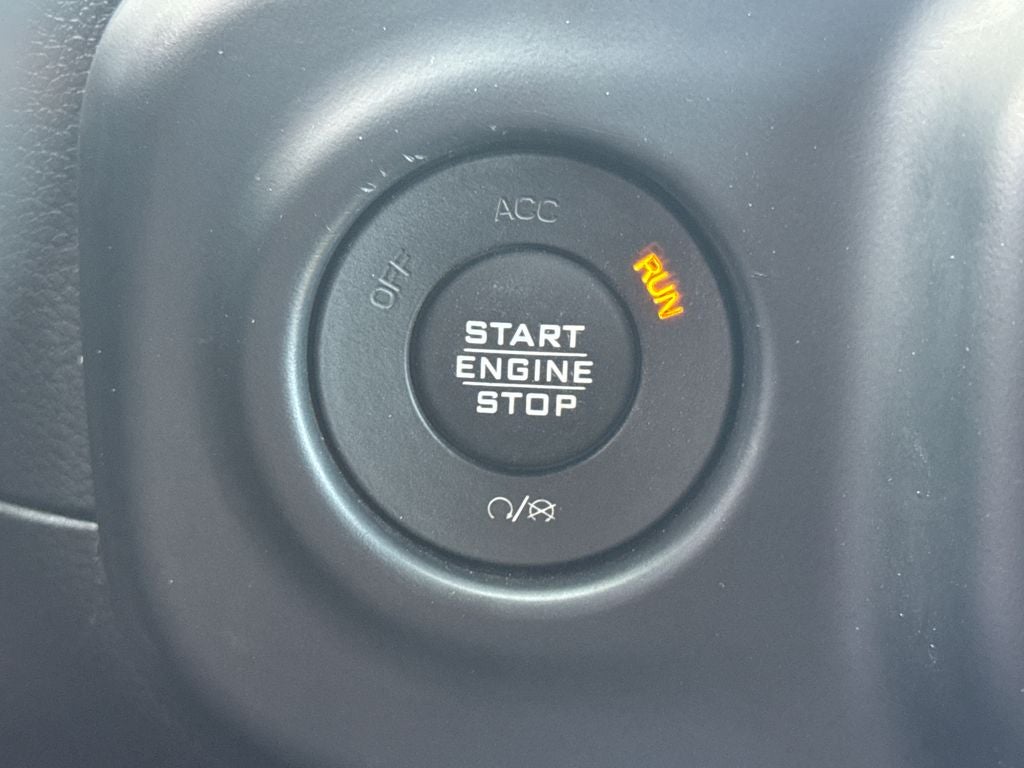 ACC
OFF
RUN
START
ENGINE
STOP